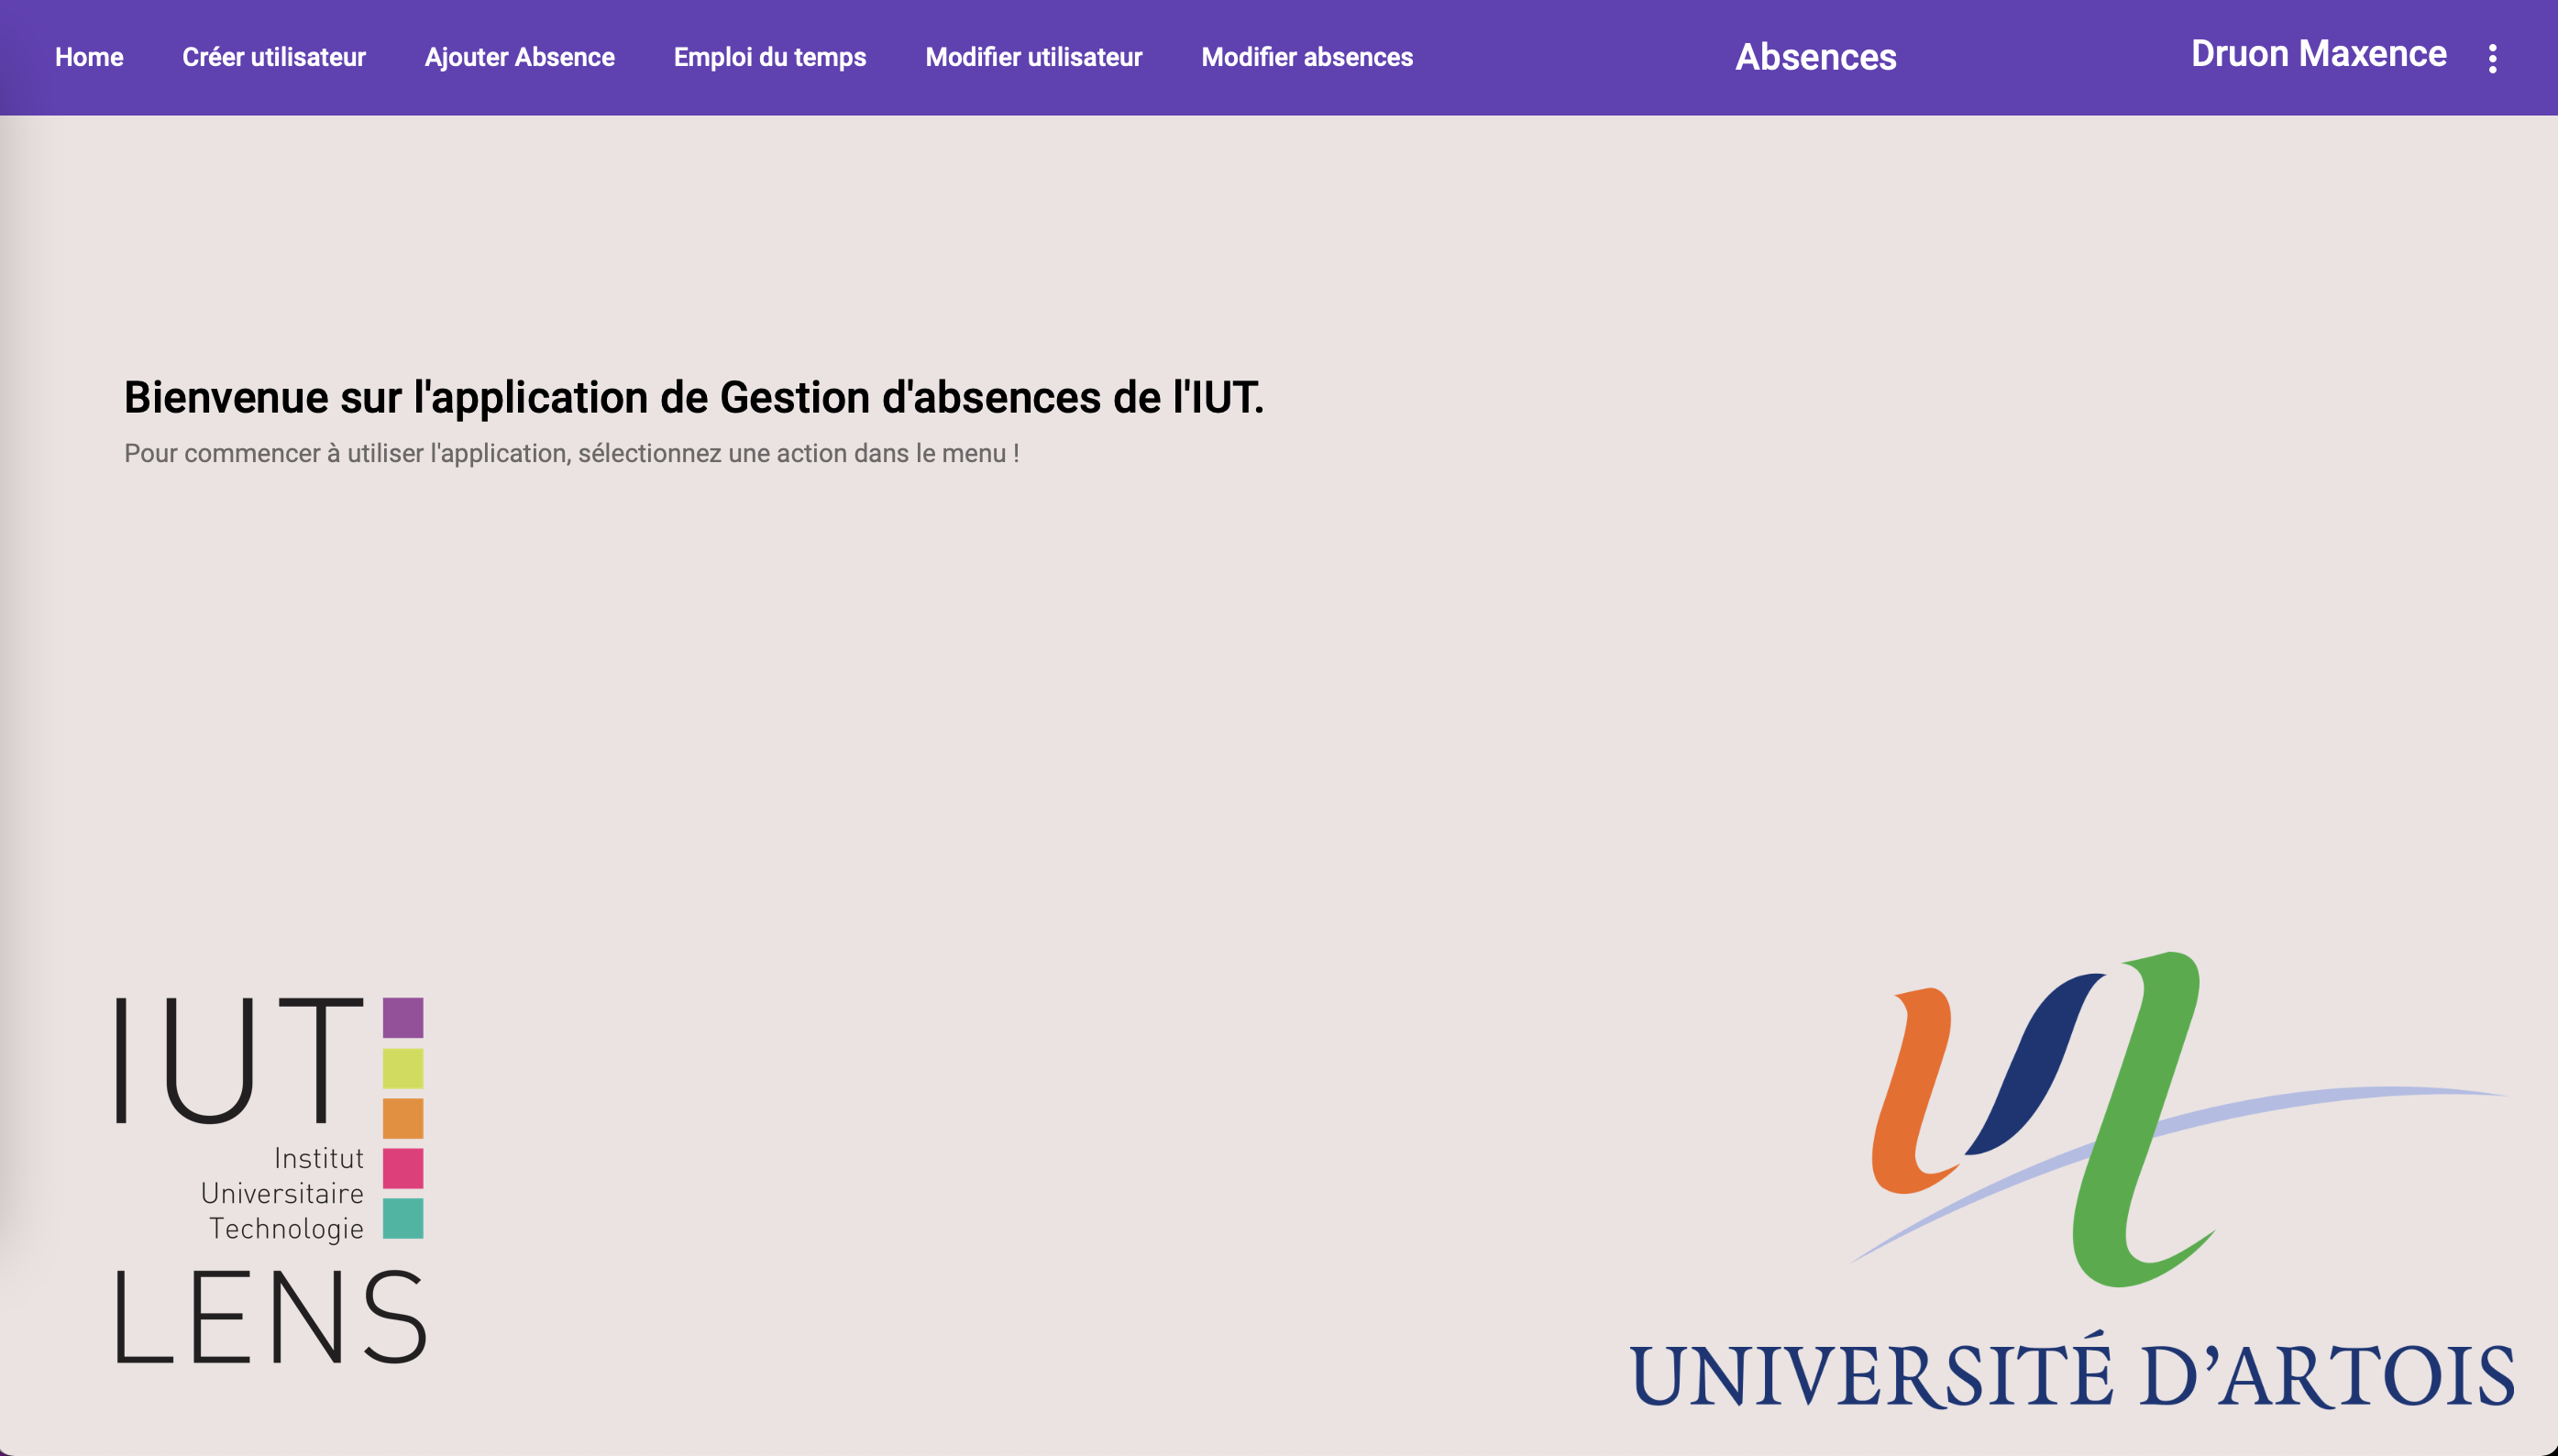 Home Créer utilisateur Ajouter Absence Emploi du temps Modifier utilisateur Modifier absences Absences Druon Maxence
Bienvenue sur l'application de Gestion d'absences de l'IUT.
Pour commencer à utiliser l'application, sélectionnez une action dans le menu !
IUT
Institut
Universitaire
Technologie
LENS
UNIVERSITÉ D’ARTOIS